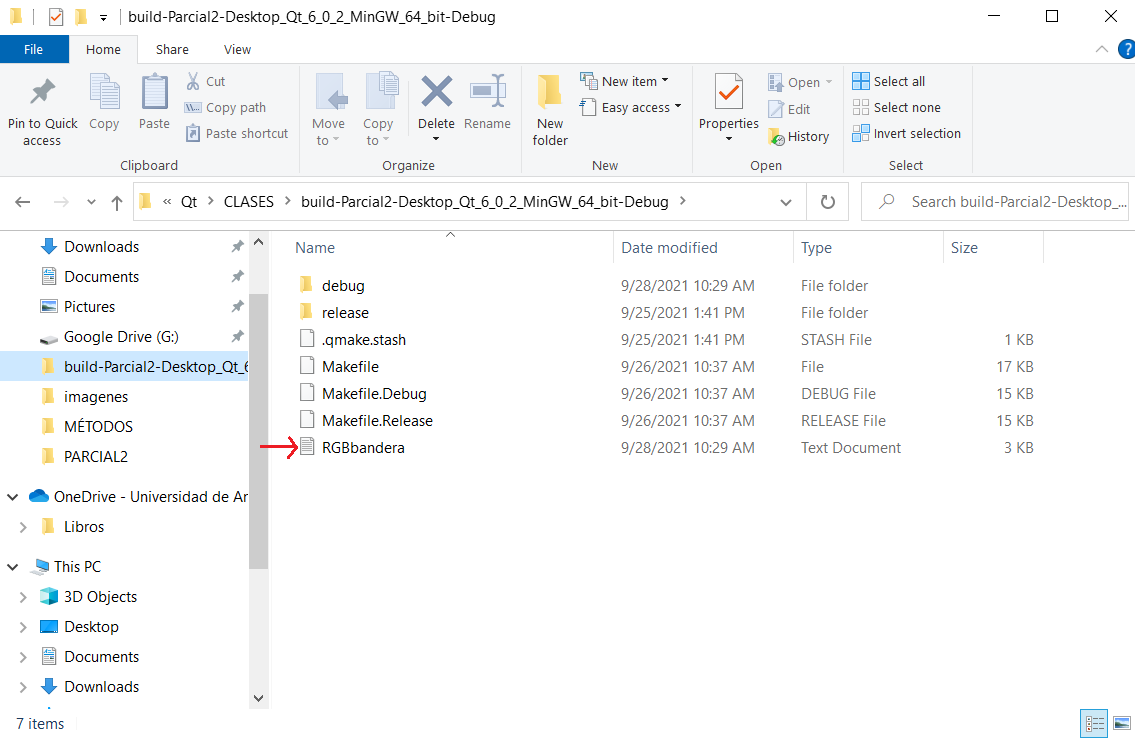 build-Parcial2-Desktop_Qt_6_0_2_MinGW_64_bit-Debug
File Home Share View
?
Pin to Quick access
Copy
Paste
Cut
Copy path
Paste shortcut
Clipboard
Move to
Copy to
Delete
Rename
Organize
New folder
New item
Easy access
New
Properties
Open
Edit
History
Open
Select all
Select none
Invert selection
Select
« Qt > CLASES > build-Parcial2-Desktop_Qt_6_0_2_MinGW_64_bit-Debug >
Search build-Parcial2-Desktop_...
Downloads
Documents
Pictures
Google Drive (G:)
build-Parcial2-Desktop_Qt_6
imagenes
MÉTODOS
PARCIAL2
OneDrive - Universidad de An
Libros
This PC
3D Objects
Desktop
Documents
Downloads
Name Date modified Type Size
debug 9/28/2021 10:29 AM File folder
release 9/25/2021 1:41 PM File folder
.qmake.stash 9/25/2021 1:41 PM STASH File 1 KB
Makefile 9/26/2021 10:37 AM File 17 KB
Makefile.Debug 9/26/2021 10:37 AM DEBUG File 15 KB
Makefile.Release 9/26/2021 10:37 AM RELEASE File 15 KB
RGBbandera 9/28/2021 10:29 AM Text Document 3 KB
7 items